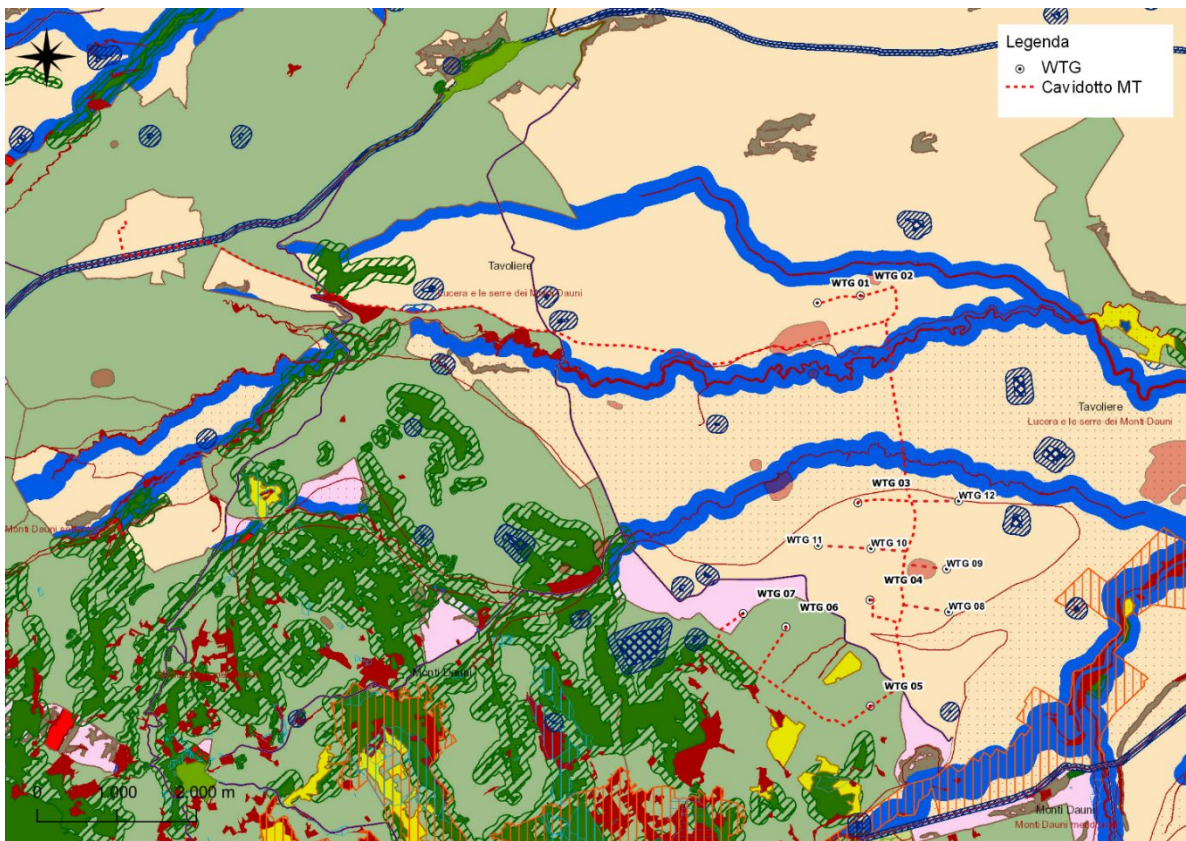 Legenda
WTG
Cavidotto MT
Tavoliere
Lucera e le serre dei Monti Dauni
WTG 02
WTG 01
Tavoliere
Lucera e le serre dei Monti Dauni
WTG 03
WTG 12
WTG 11
WTG 10
WTG 09
WTG 04
WTG 07
WTG 06
WTG 08
WTG 05
Monti Dauni
0 1.000 2.000 m
Monti Dauni